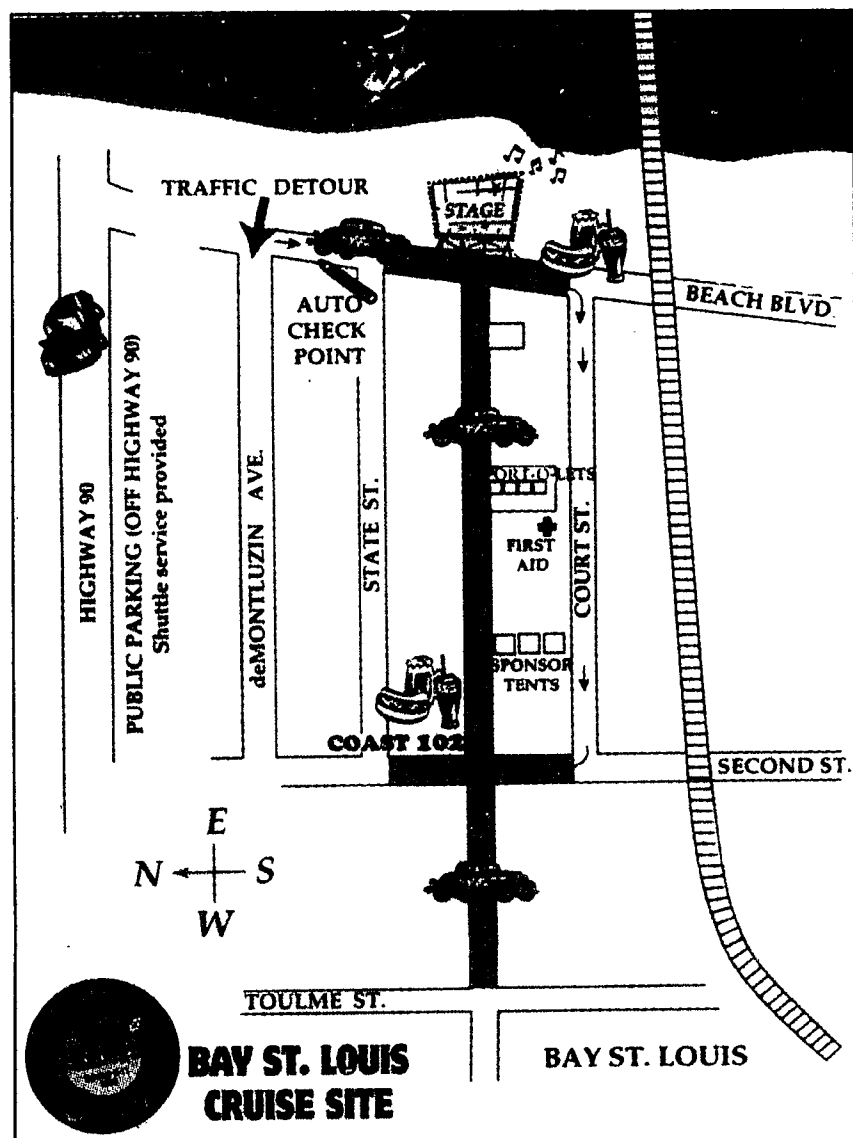 TRAFFIC DETOUR
STAGE
BEACH BLVD.
AUTO
CHECK
POINT
HIGHWAY 90
PUBLIC PARKING (OFF HIGHWAY 90)
Shuttle service provided
deMONTLUZIN AVE.
STATE ST.
COURT ST.
FIRST
AID
SPONSOR
TENTS
COAST 102
SECOND ST.
E
N S
W
TOULME ST.
BAY ST. LOUIS
CRUISE SITE
BAY ST. LOUIS